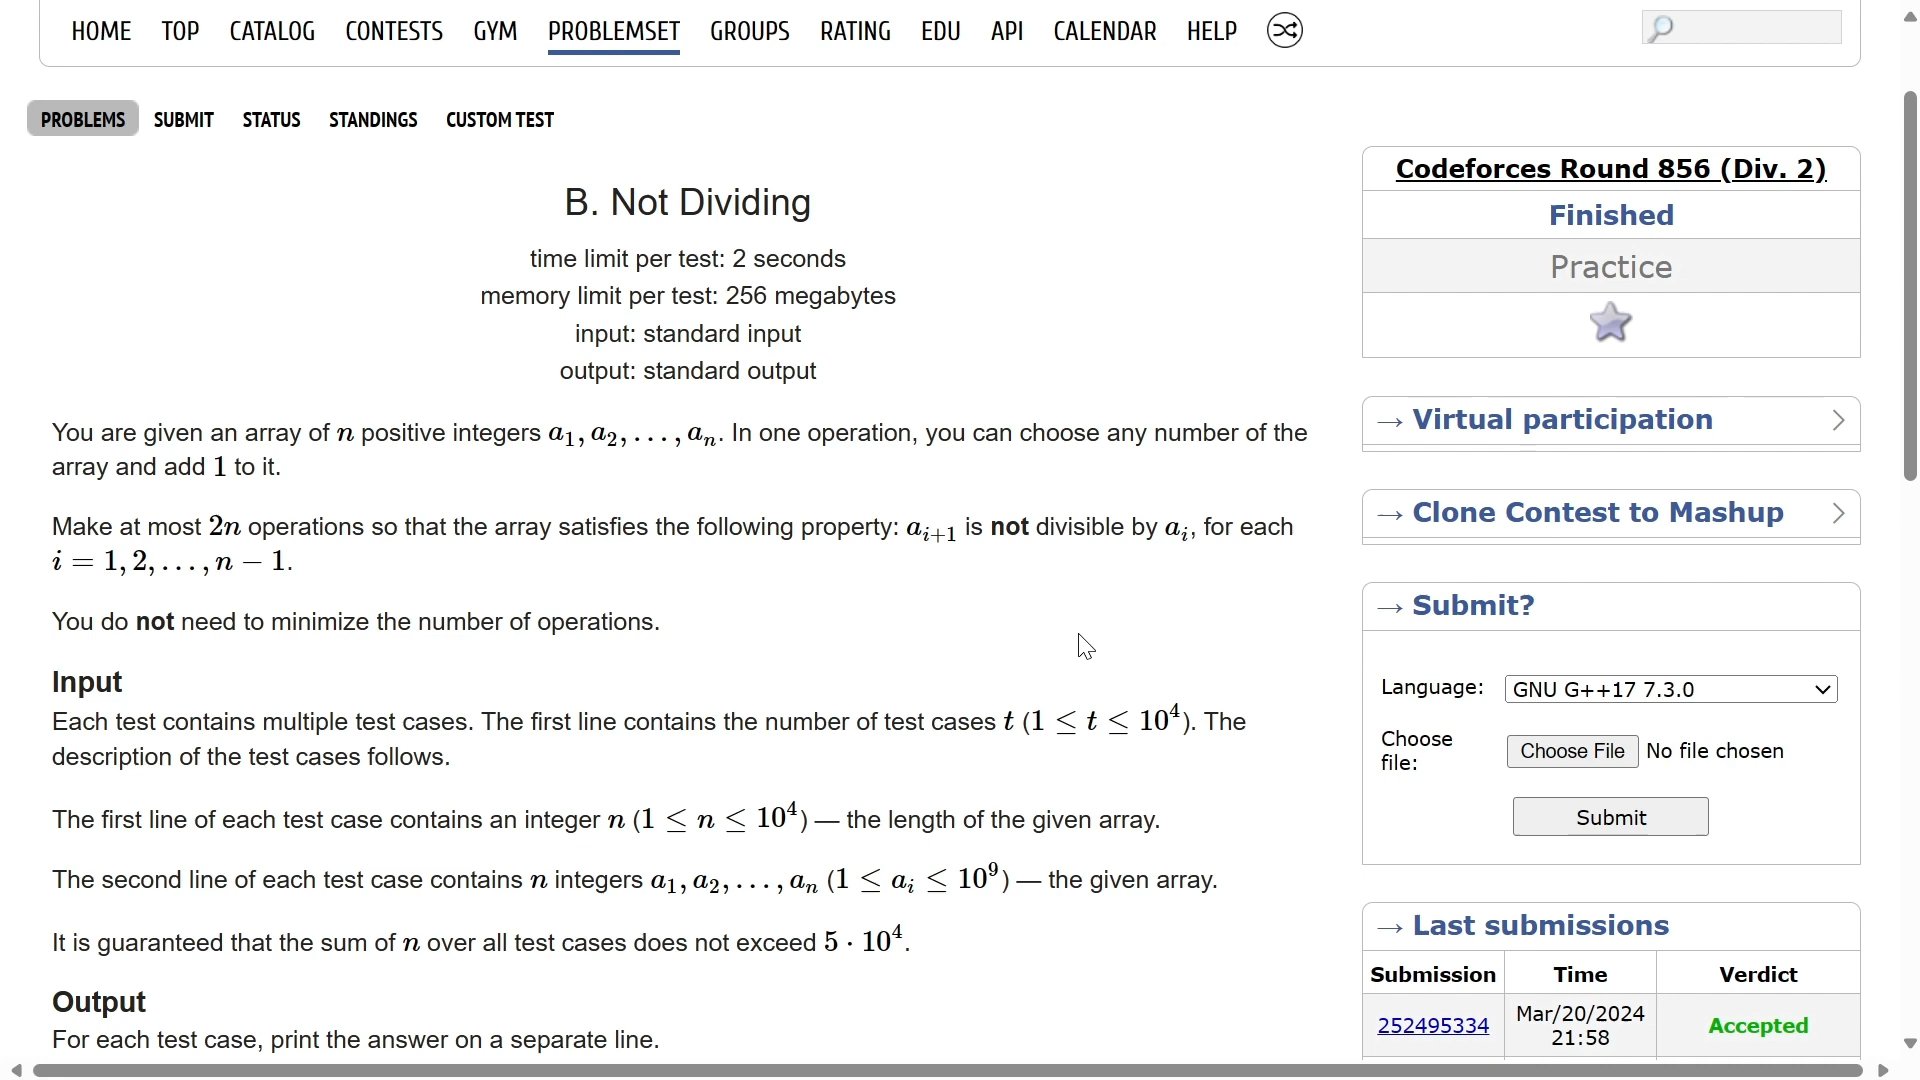 HOME TOP CATALOG CONTESTS GYM PROBLEMSET GROUPS RATING EDU API CALENDAR HELP
PROBLEMS SUBMIT STATUS STANDINGS CUSTOM TEST
B. Not Dividing
time limit per test: 2 seconds
memory limit per test: 256 megabytes
input: standard input
output: standard output
You are given an array of n positive integers a₁, a₂, . . . , aₙ. In one operation, you can choose any number of the
array and add 1 to it.
Make at most 2n operations so that the array satisfies the following property: aᵢ₊₁ is not divisible by aᵢ, for each
i = 1, 2, . . . , n − 1.
You do not need to minimize the number of operations.
Input
Each test contains multiple test cases. The first line contains the number of test cases t (1 ≤ t ≤ 10⁴). The
description of the test cases follows.
The first line of each test case contains an integer n (1 ≤ n ≤ 10⁴) — the length of the given array.
The second line of each test case contains n integers a₁, a₂, . . . , aₙ (1 ≤ aᵢ ≤ 10⁹) — the given array.
It is guaranteed that the sum of n over all test cases does not exceed 5 · 10⁴.
Output
For each test case, print the answer on a separate line.
Codeforces Round 856 (Div. 2)
Finished
Practice
→ Virtual participation
→ Clone Contest to Mashup
→ Submit?
Language: GNU G++17 7.3.0
Choose
file: Choose File No file chosen
Submit
→ Last submissions
Submission Time Verdict
252495334 Mar/20/2024
21:58 Accepted